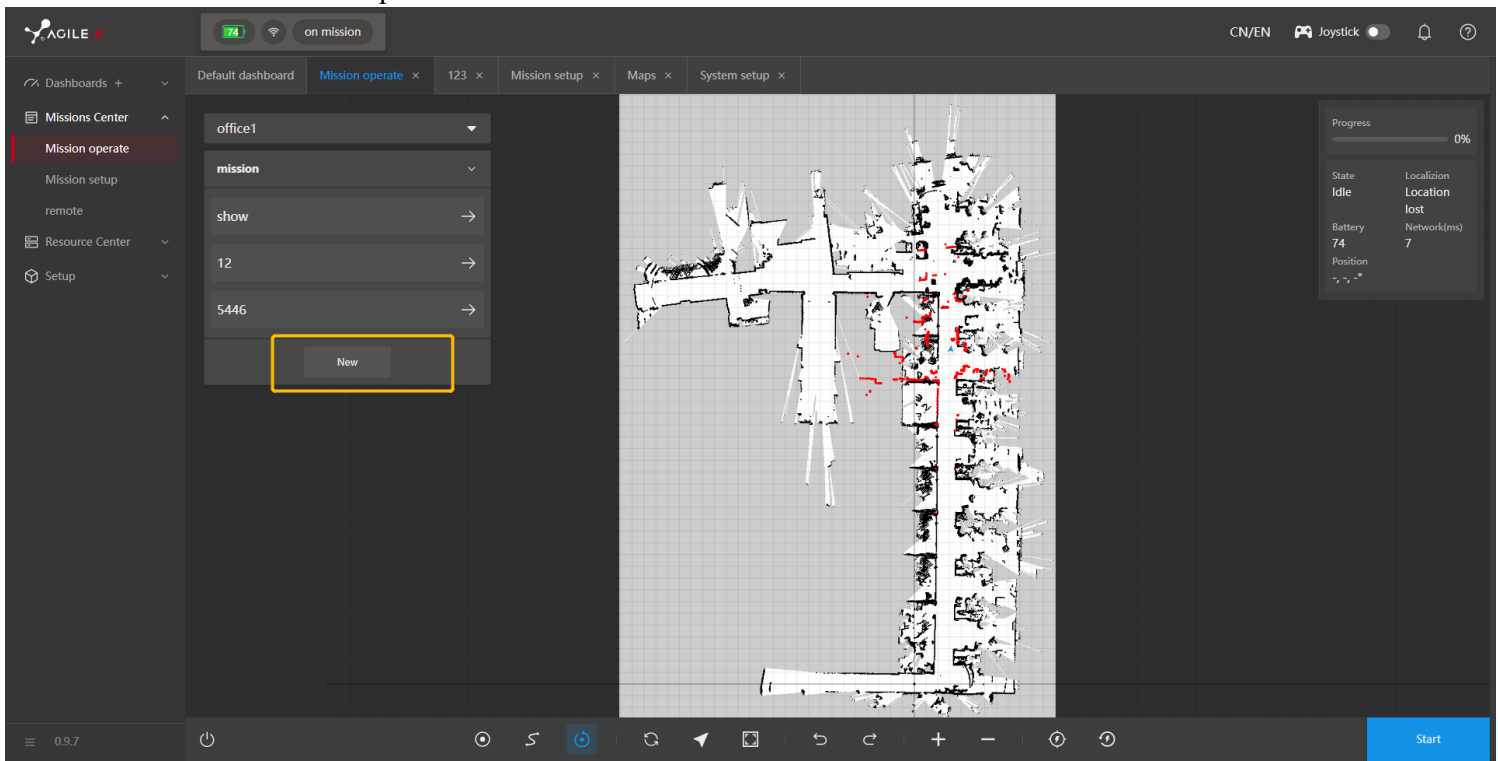 AGILE X
74
on mission
CN/EN
Joystick
Dashboards +
Missions Center
Mission operate
Mission setup
remote
Resource Center
Setup
0.9.7
Default dashboard
Mission operate ×
123 ×
Mission setup ×
Maps ×
System setup ×
office1
mission
show
12
5446
New
Progress
0%
State
Localizion
Idle
Location
lost
Battery
Network(ms)
74
7
Position
-, -, -°
Start